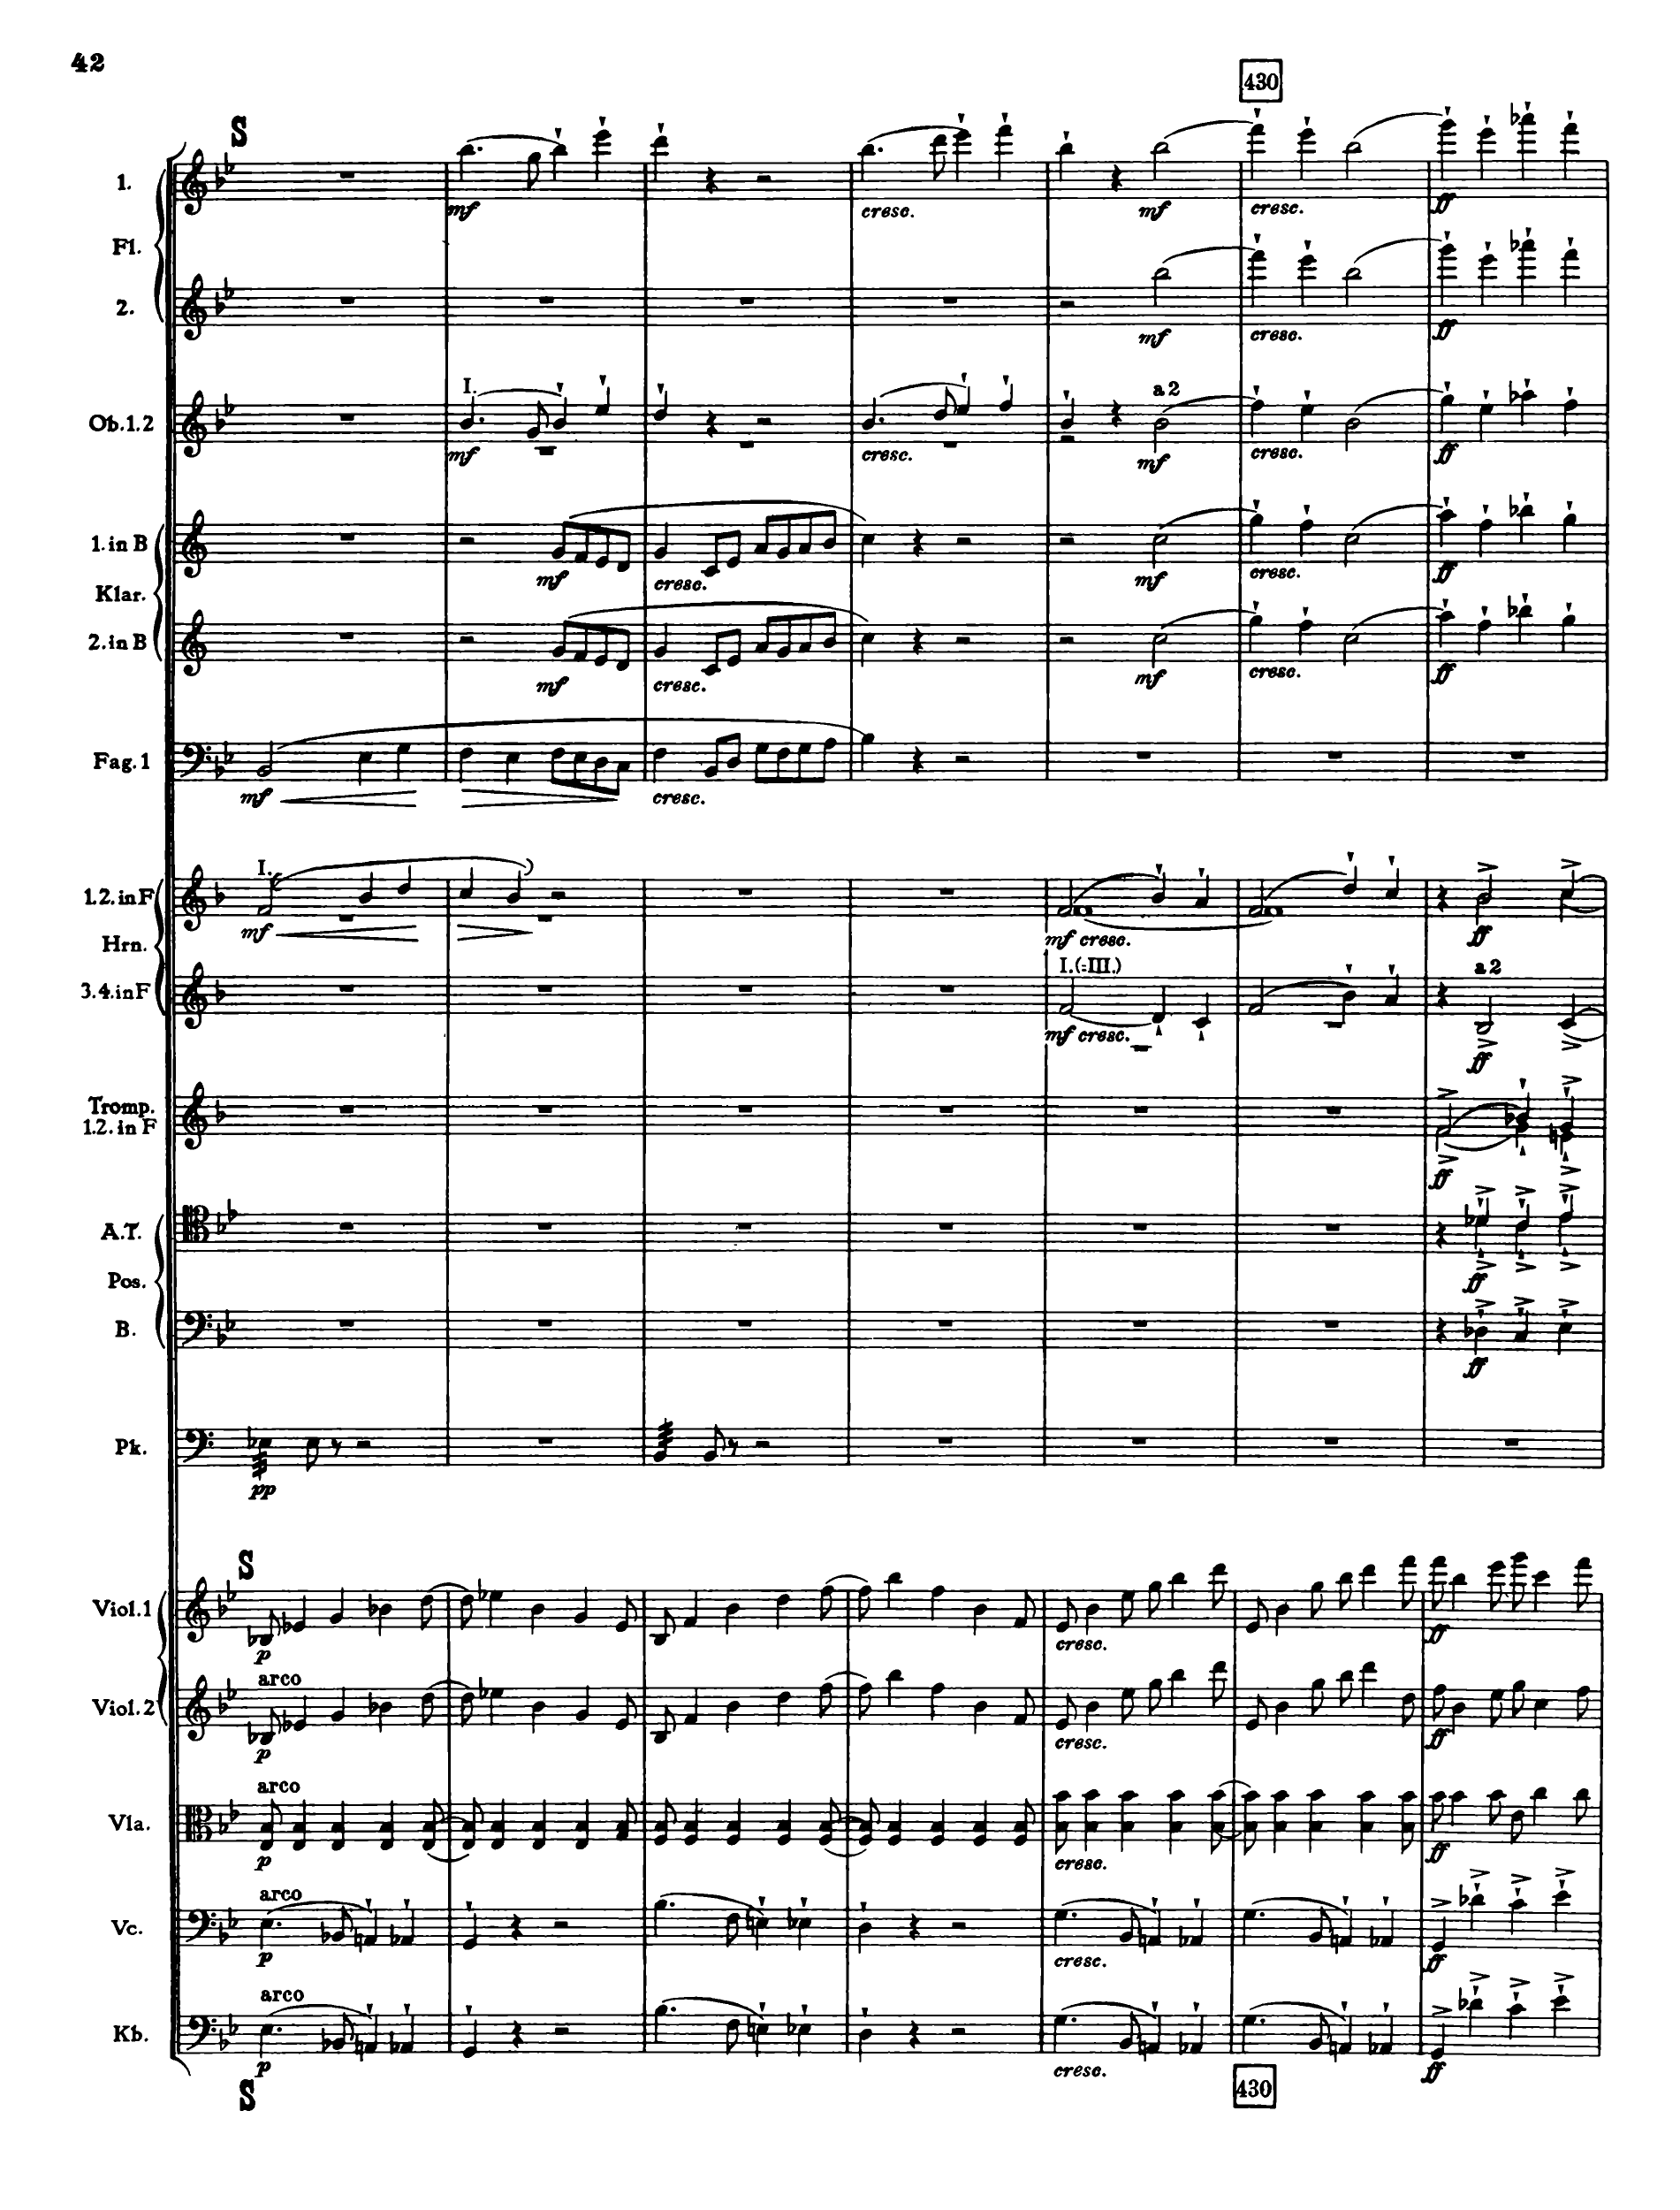 42
430
S
1.
mf
cresc.
mf
cresc.
ff
Fl.
2.
mf
cresc.
ff
I.
a 2
Ob.1.2
mf
cresc.
mf
cresc.
ff
1. in B
mf
cresc.
mf
cresc.
ff
Klar.
2. in B
mf
cresc.
mf
cresc.
ff
Fag. 1
mf
cresc.
I.
1.2. in F
mf
mf cresc.
ff
Hrn.
I.(=III.)
a 2
3.4. in F
mf cresc.
ff
Tromp.
1.2. in F
ff
A.T.
ff
Pos.
B.
ff
Pk.
pp
S
Viol.1
p
cresc.
ff
arco
Viol.2
p
cresc.
ff
arco
Vla.
p
cresc.
ff
arco
Vc.
p
cresc.
ff
arco
Kb.
p
cresc.
ff
S
430